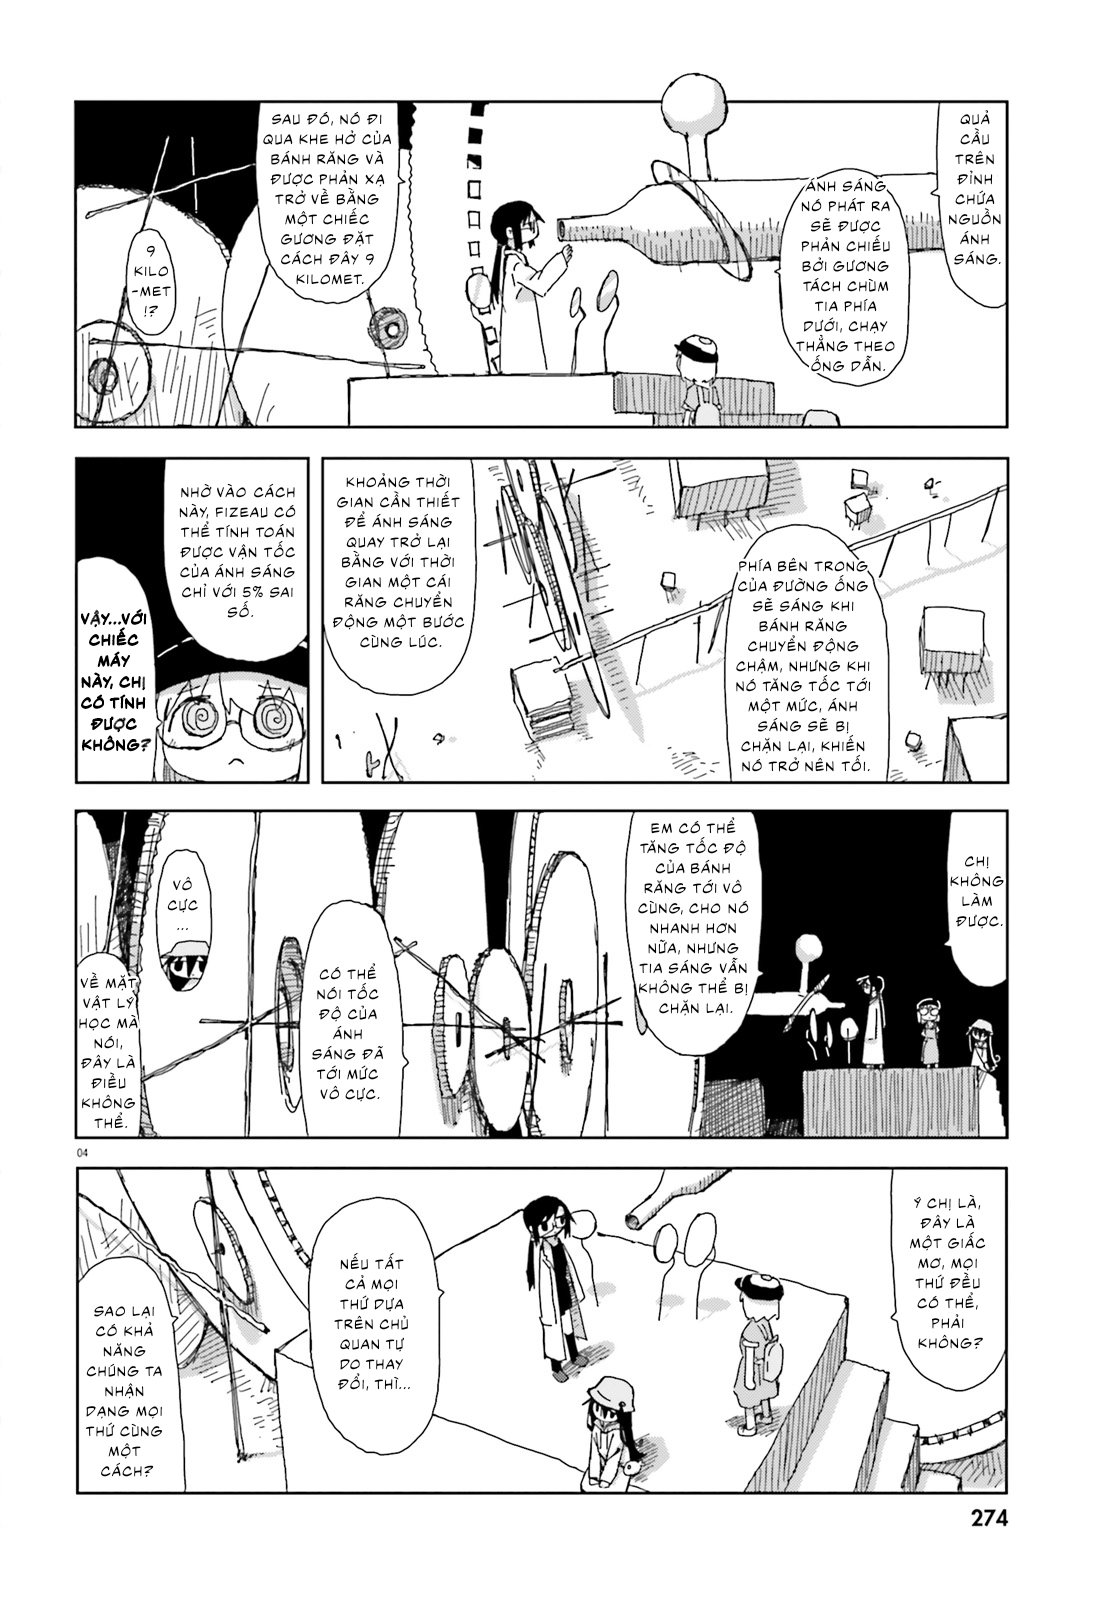 QUẢ
CẦU
TRÊN
ĐỈNH
CHỨA
NGUỒN
ÁNH
SÁNG.
ÁNH SÁNG
NÓ PHÁT RA
SẼ ĐƯỢC
PHẢN CHIẾU
BỞI GƯƠNG
TÁCH CHÙM
TIA PHÍA
DƯỚI, CHẠY
THẲNG THEO
ỐNG DẪN.
SAU ĐÓ, NÓ ĐI
QUA KHE HỞ CỦA
BÁNH RĂNG VÀ
ĐƯỢC PHẢN XẠ
TRỞ VỀ BẰNG
MỘT CHIẾC
GƯƠNG ĐẶT
CÁCH ĐÂY 9
KILOMET.
9
KILO
-MET
!?
PHÍA BÊN TRONG
CỦA ĐƯỜNG ỐNG
SẼ SÁNG KHI
BÁNH RĂNG
CHUYỂN ĐỘNG
CHẬM, NHƯNG KHI
NÓ TĂNG TỐC TỚI
MỘT MỨC, ÁNH
SÁNG SẼ BỊ
CHẶN LẠI, KHIẾN
NÓ TRỞ NÊN TỐI.
KHOẢNG THỜI
GIAN CẦN THIẾT
ĐỂ ÁNH SÁNG
QUAY TRỞ LẠI
BẰNG VỚI THỜI
GIAN MỘT CÁI
RĂNG CHUYỂN
ĐỘNG MỘT BƯỚC
CÙNG LÚC.
NHỜ VÀO CÁCH
NÀY, FIZEAU CÓ
THỂ TÍNH TOÁN
ĐƯỢC VẬN TỐC
CỦA ÁNH SÁNG
CHỈ VỚI 5% SAI
SỐ.
VẬY...VỚI
CHIẾC
MÁY
NÀY, CHỊ
CÓ TÍNH
ĐƯỢC
KHÔNG?
CHỊ
KHÔNG
LÀM
ĐƯỢC.
EM CÓ THỂ
TĂNG TỐC ĐỘ
CỦA BÁNH
RĂNG TỚI VÔ
CÙNG, CHO NÓ
NHANH HƠN
NỮA, NHƯNG
TIA SÁNG VẪN
KHÔNG THỂ BỊ
CHẶN LẠI.
CÓ THỂ
NÓI TỐC
ĐỘ CỦA
ÁNH
SÁNG ĐÃ
TỚI MỨC
VÔ CỰC.
VÔ
CỰC
...
VỀ MẶT
VẬT LÝ
HỌC MÀ
NÓI,
ĐÂY LÀ
ĐIỀU
KHÔNG
THỂ.
04
Ý CHỊ LÀ,
ĐÂY LÀ
MỘT GIẤC
MƠ, MỌI
THỨ ĐỀU
CÓ THỂ,
PHẢI
KHÔNG?
NẾU TẤT
CẢ MỌI
THỨ DỰA
TRÊN CHỦ
QUAN TỰ
DO THAY
ĐỔI, THÌ...
SAO LẠI
CÓ KHẢ
NĂNG
CHÚNG TA
NHẬN
DẠNG MỌI
THỨ CÙNG
MỘT
CÁCH?
274